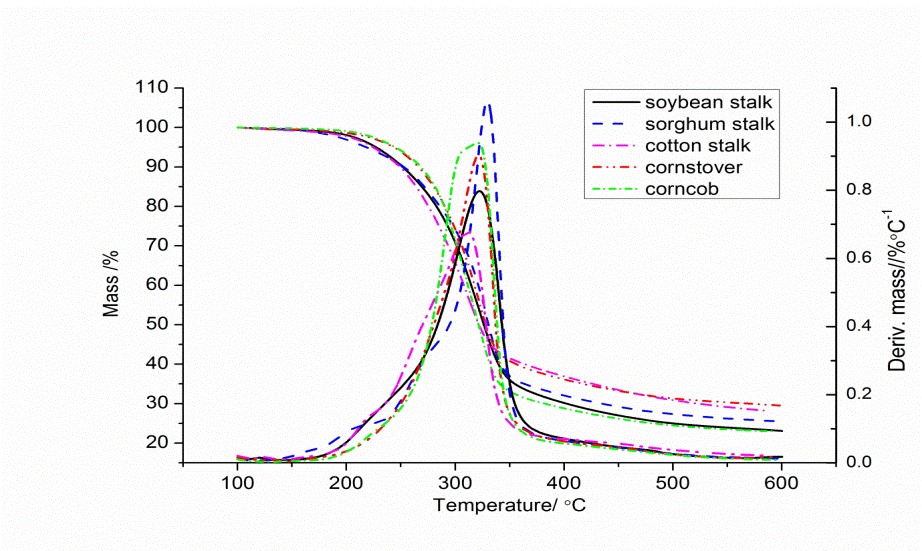 110
100
90
80
70
60
50
40
30
20
Mass /%
100
200
300
400
500
600
Temperature/ °C
1.0
0.8
0.6
0.4
0.2
0.0
Deriv. mass//%°C⁻¹
soybean stalk
sorghum stalk
cotton stalk
cornstover
corncob